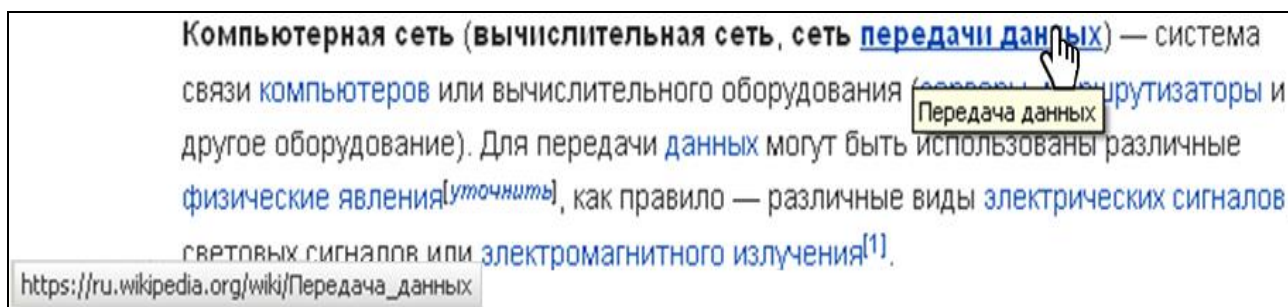 Компьютерная сеть (вычислительная сеть, сеть передачи данных) — система
связи компьютеров или вычислительного оборудования (серверы, маршрутизаторы и
Передача данных
другое оборудование). Для передачи данных могут быть использованы различные
физические явления[уточнить], как правило — различные виды электрических сигналов
световых сигналов или электромагнитного излучения[1].
https://ru.wikipedia.org/wiki/Передача_данных